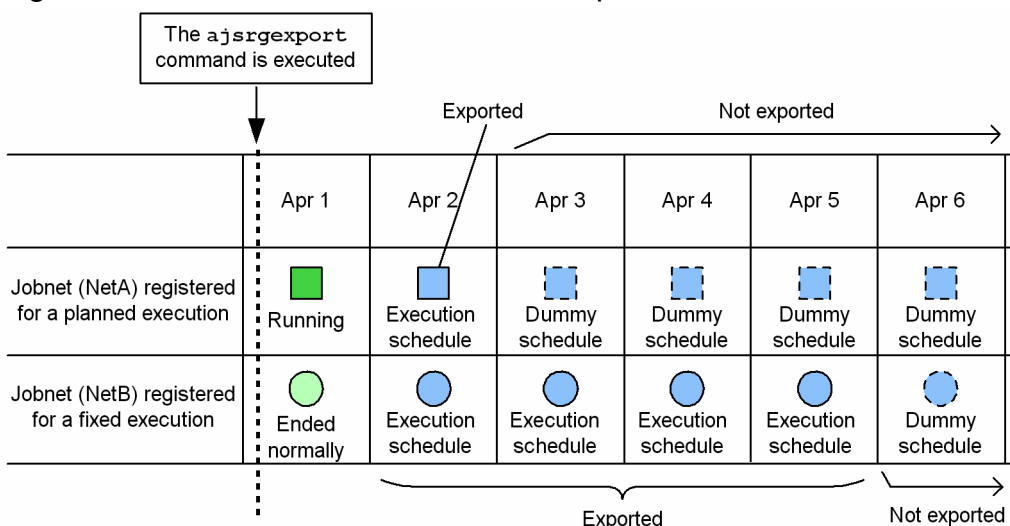 The ajsrgexport
command is executed
Exported
Not exported
Apr 1
Apr 2
Apr 3
Apr 4
Apr 5
Apr 6
Jobnet (NetA) registered
for a planned execution
Running
Execution
schedule
Dummy
schedule
Dummy
schedule
Dummy
schedule
Dummy
schedule
Jobnet (NetB) registered
for a fixed execution
Ended
normally
Execution
schedule
Execution
schedule
Execution
schedule
Execution
schedule
Dummy
schedule
Exported
Not exported